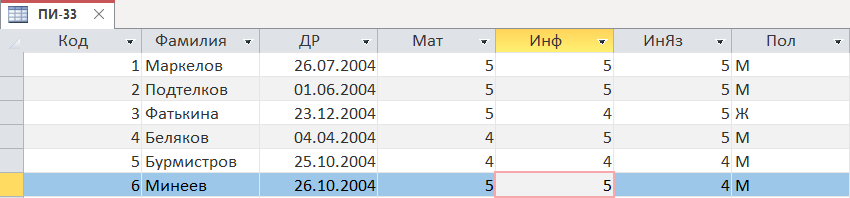 ПИ-33
Код Фамилия ДР Мат Инф ИнЯз Пол
1 Маркелов 26.07.2004 5 5 5 М
2 Подтелков 01.06.2004 5 5 5 М
3 Фатькина 23.12.2004 5 4 5 Ж
4 Беляков 04.04.2004 4 5 5 М
5 Бурмистров 25.10.2004 4 4 4 М
6 Минеев 26.10.2004 5 5 4 М